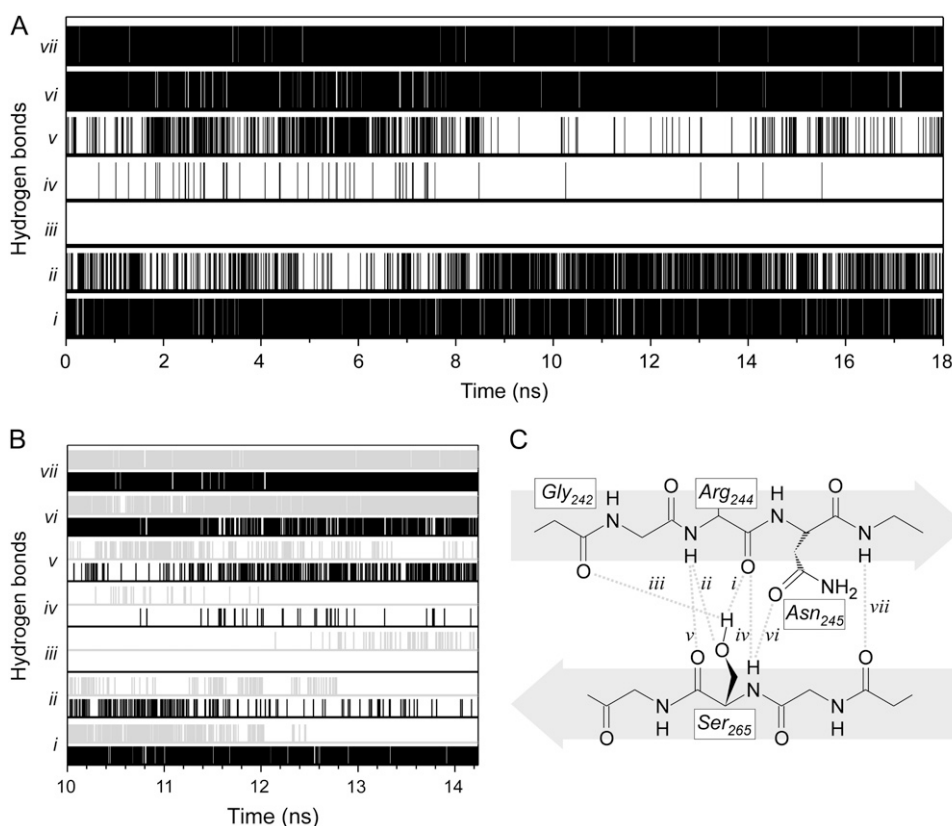 A
Hydrogen bonds
vii
vi
v
iv
iii
ii
i
0 2 4 6 8 10 12 14 16 18
Time (ns)
B
Hydrogen bonds
vii
vi
v
iv
iii
ii
i
10 11 12 13 14
Time (ns)
C
Gly242 H O Arg244 H O
N N N N
O H O O H
iii ii i NH2
H O Asn245 vii
v O iv vi
O O H O
N N N
O H Ser265 O H